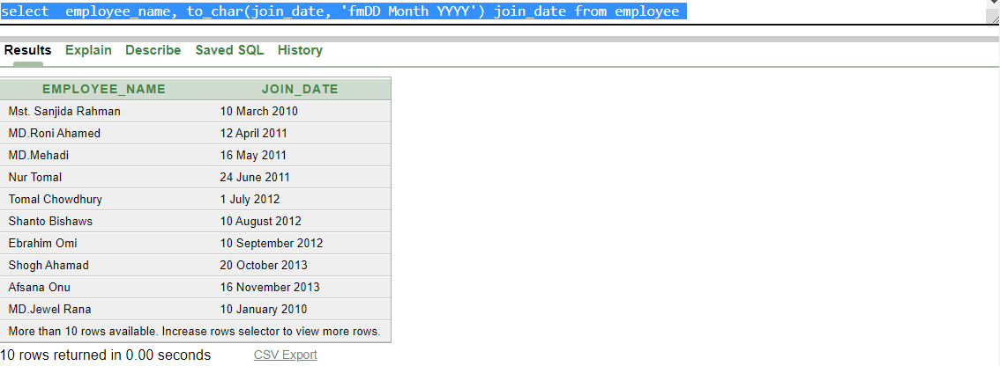 select  employee_name, to_char(join_date, 'fmDD Month YYYY') join_date from employee
Results Explain Describe Saved SQL History
EMPLOYEE_NAME JOIN_DATE
Mst. Sanjida Rahman 10 March 2010
MD.Roni Ahamed 12 April 2011
MD.Mehadi 16 May 2011
Nur Tomal 24 June 2011
Tomal Chowdhury 1 July 2012
Shanto Bishaws 10 August 2012
Ebrahim Omi 10 September 2012
Shogh Ahamad 20 October 2013
Afsana Onu 16 November 2013
MD.Jewel Rana 10 January 2010
More than 10 rows available. Increase rows selector to view more rows.
10 rows returned in 0.00 seconds CSV Export